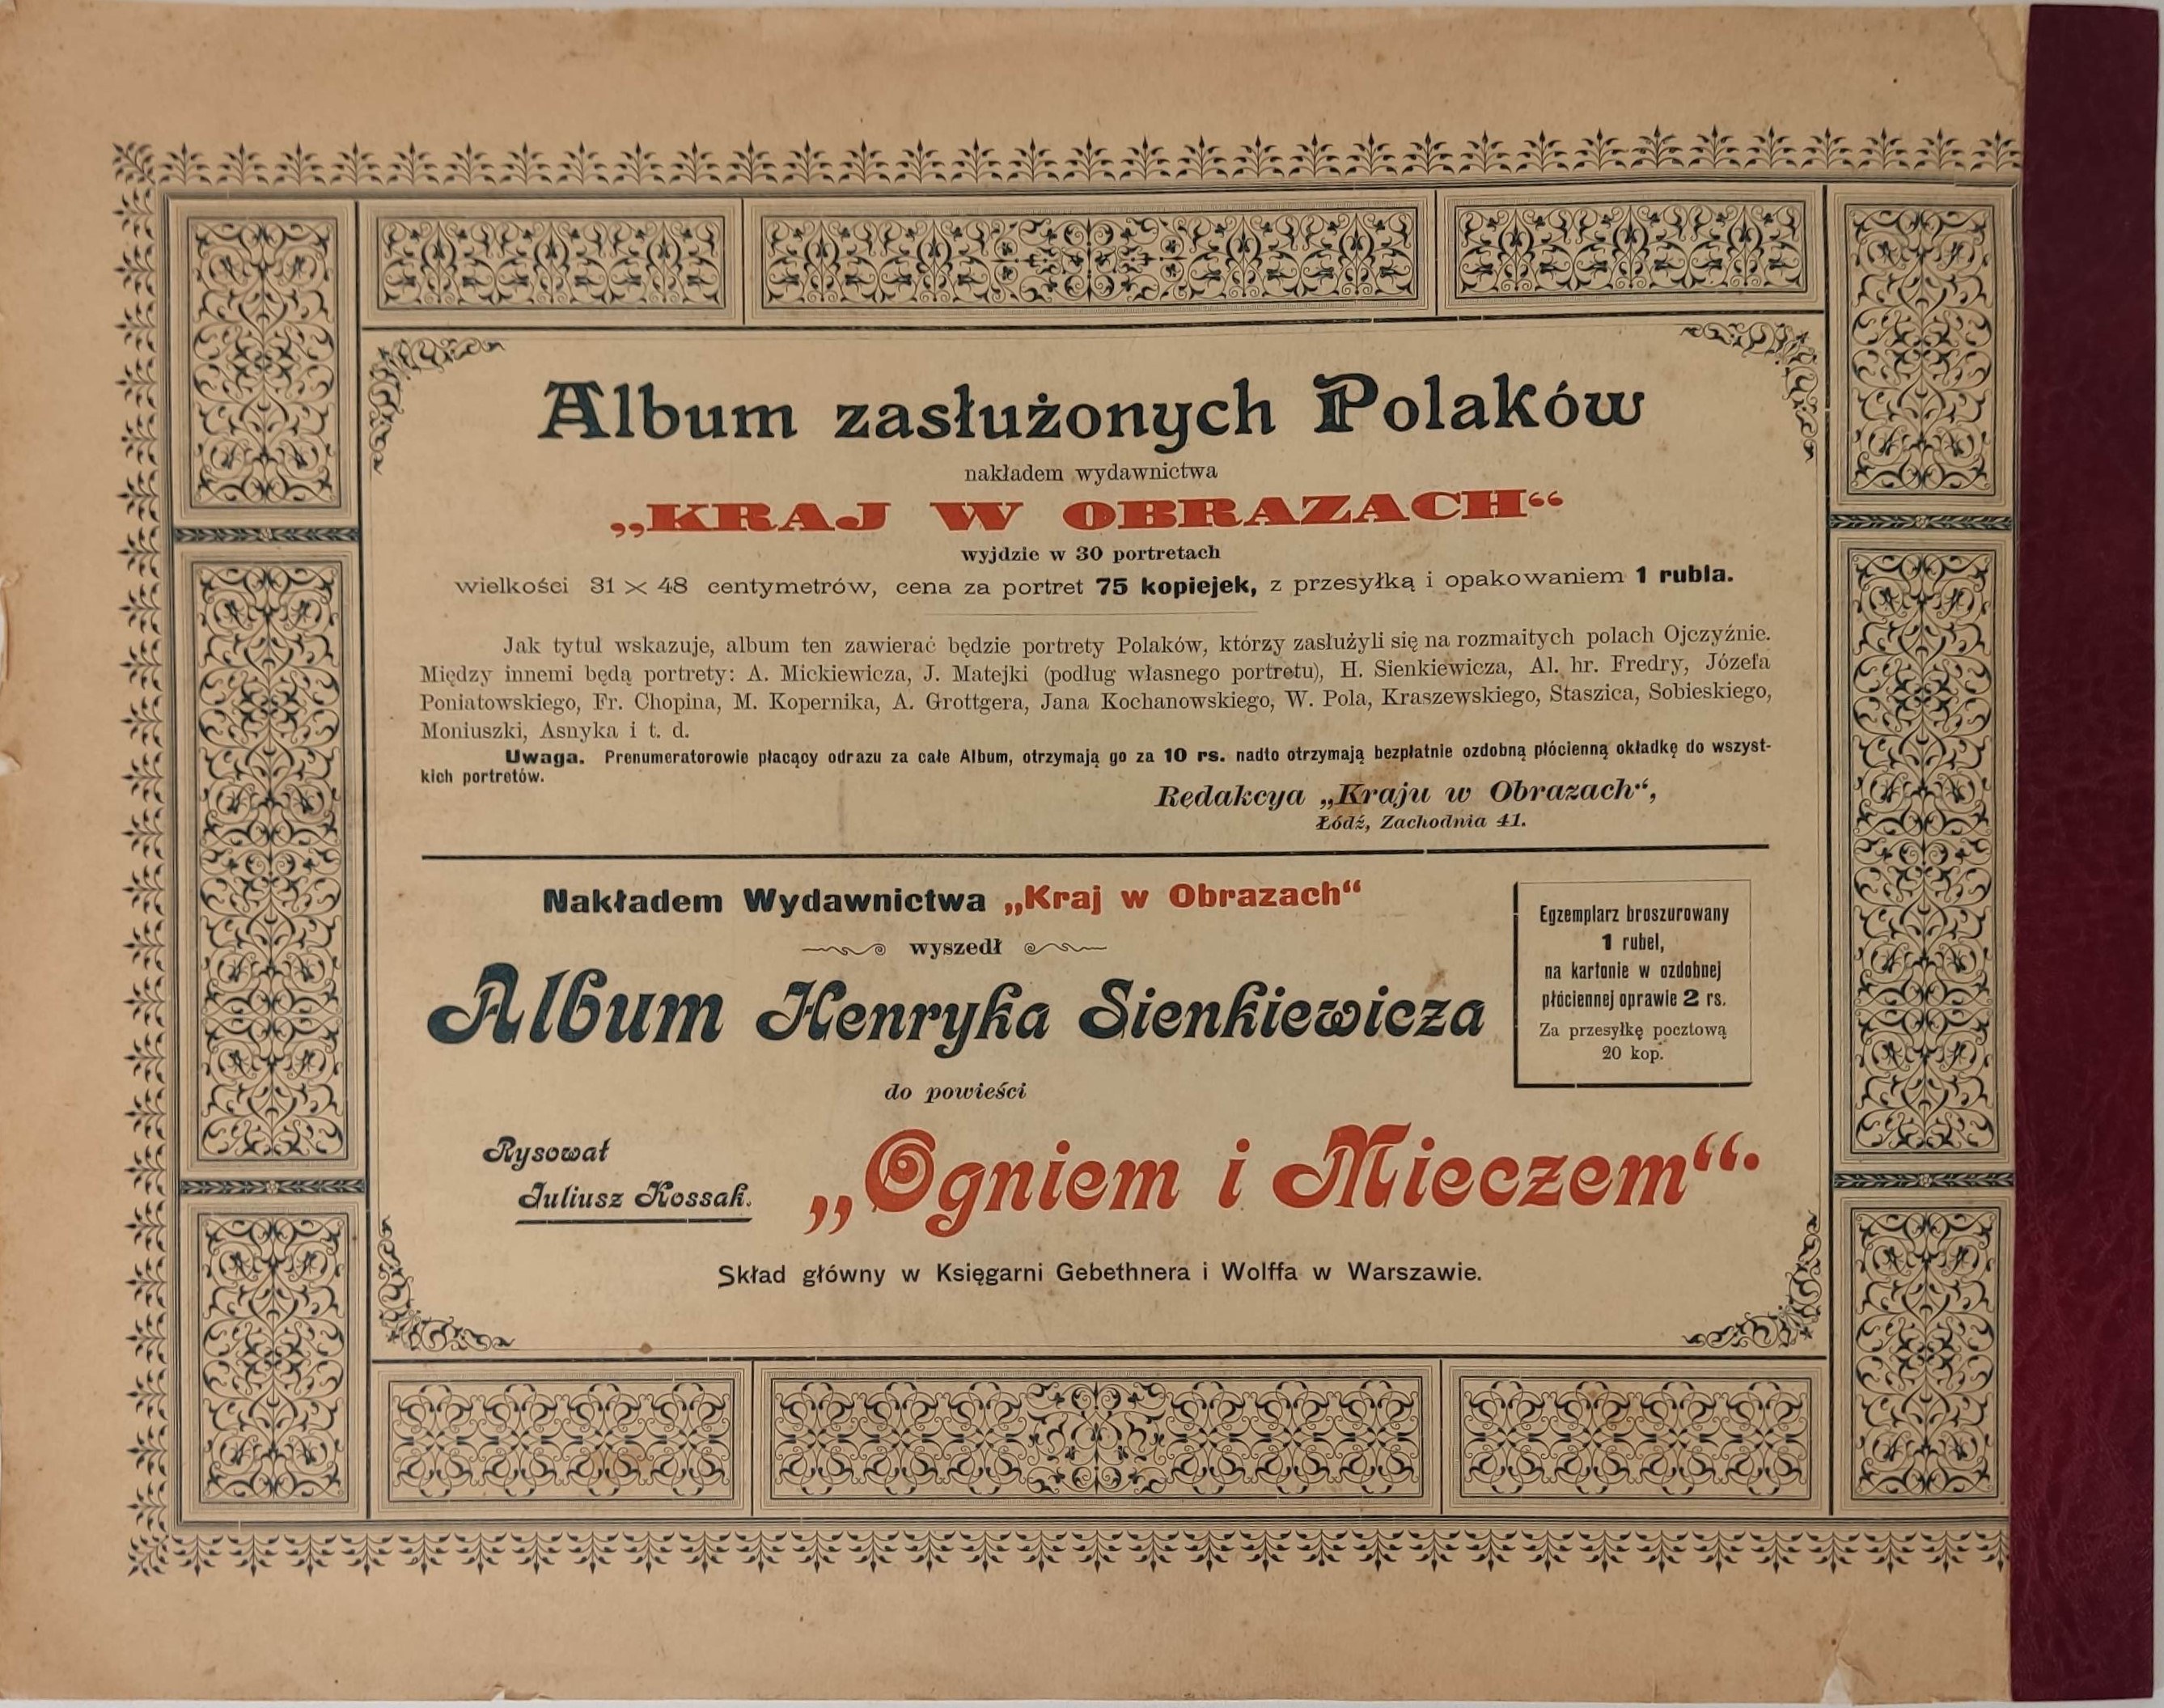 Album zasłużonych Polaków
nakładem wydawnictwa
„KRAJ W OBRAZACH“
wyjdzie w 30 portretach
wielkości 31 × 48 centymetrów, cena za portret 75 kopiejek, z przesyłką i opakowaniem 1 rubla.
Jak tytuł wskazuje, album ten zawierać będzie portrety Polaków, którzy zasłużyli się na rozmaitych polach Ojczyźnie.
Między innemi będą portrety: A. Mickiewicza, J. Matejki (podług własnego portretu), H. Sienkiewicza, Al. hr. Fredry, Józefa
Poniatowskiego, Fr. Chopina, M. Kopernika, A. Grottgera, Jana Kochanowskiego, W. Pola, Kraszewskiego, Staszica, Sobieskiego,
Moniuszki, Asnyka i t. d.
Uwaga. Prenumeratorowie płacący odrazu za całe Album, otrzymają go za 10 rs. nadto otrzymają bezpłatnie ozdobną płócienną okładkę do wszyst-
kich portretów.
Redakcya „Kraju w Obrazach“,
Łódź, Zachodnia 41.
Nakładem Wydawnictwa „Kraj w Obrazach“
wyszedł
Album Henryka Sienkiewicza
do powieści
„Ogniem i Mieczem“.
Rysował
Juliusz Kossak.
Egzemplarz broszurowany
1 rubel,
na kartonie w ozdobnej
płóciennej oprawie 2 rs.
Za przesyłkę pocztową
20 kop.
Skład główny w Księgarni Gebethnera i Wolffa w Warszawie.